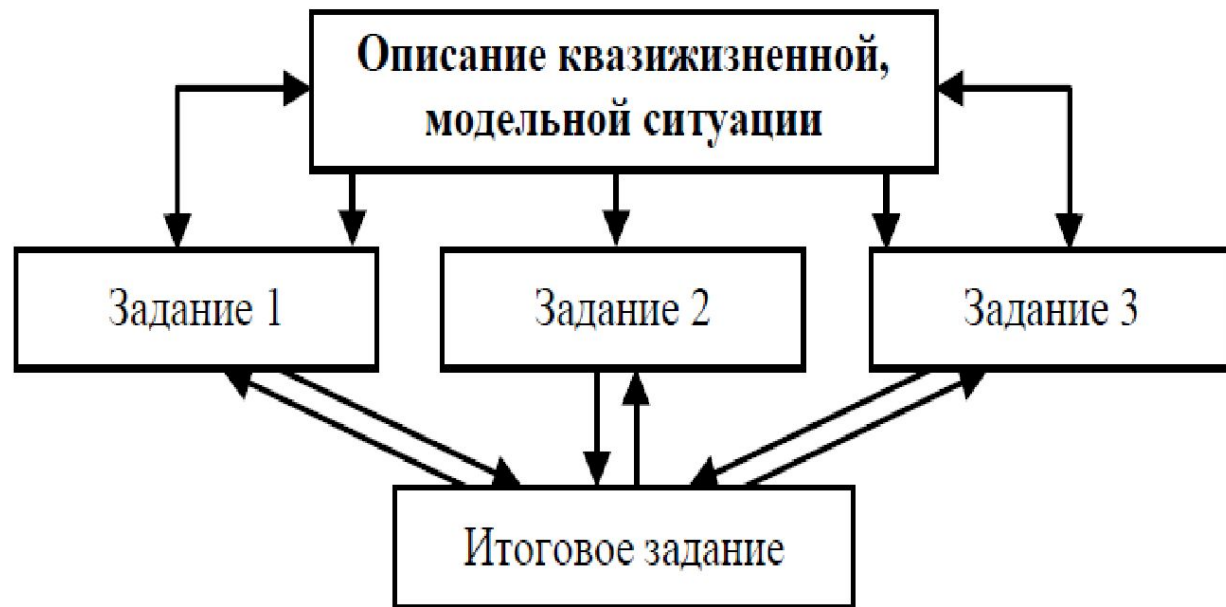 Описание квазижизненной,
модельной ситуации
Задание 1
Задание 2
Задание 3
Итоговое задание